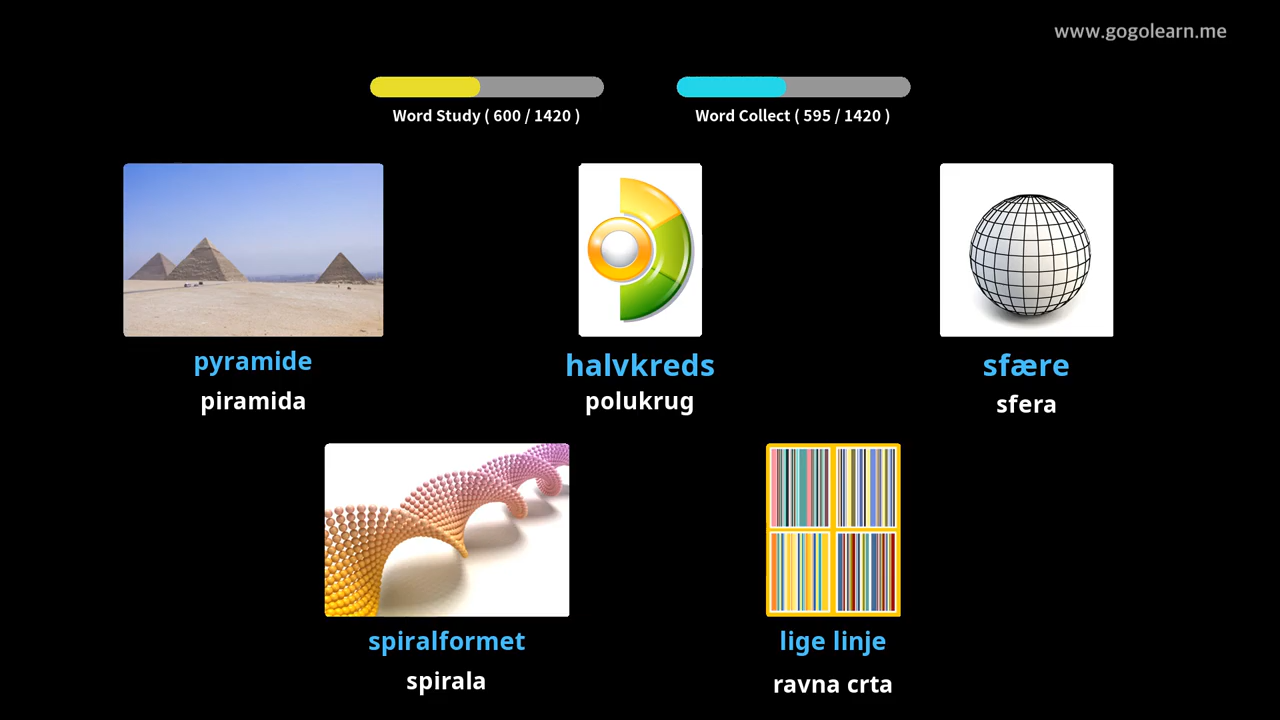 www.gogolearn.me
Word Study ( 600 / 1420 )
Word Collect ( 595 / 1420 )
pyramide
piramida
halvkreds
polukrug
sfære
sfera
spiralformet
spirala
lige linje
ravna crta